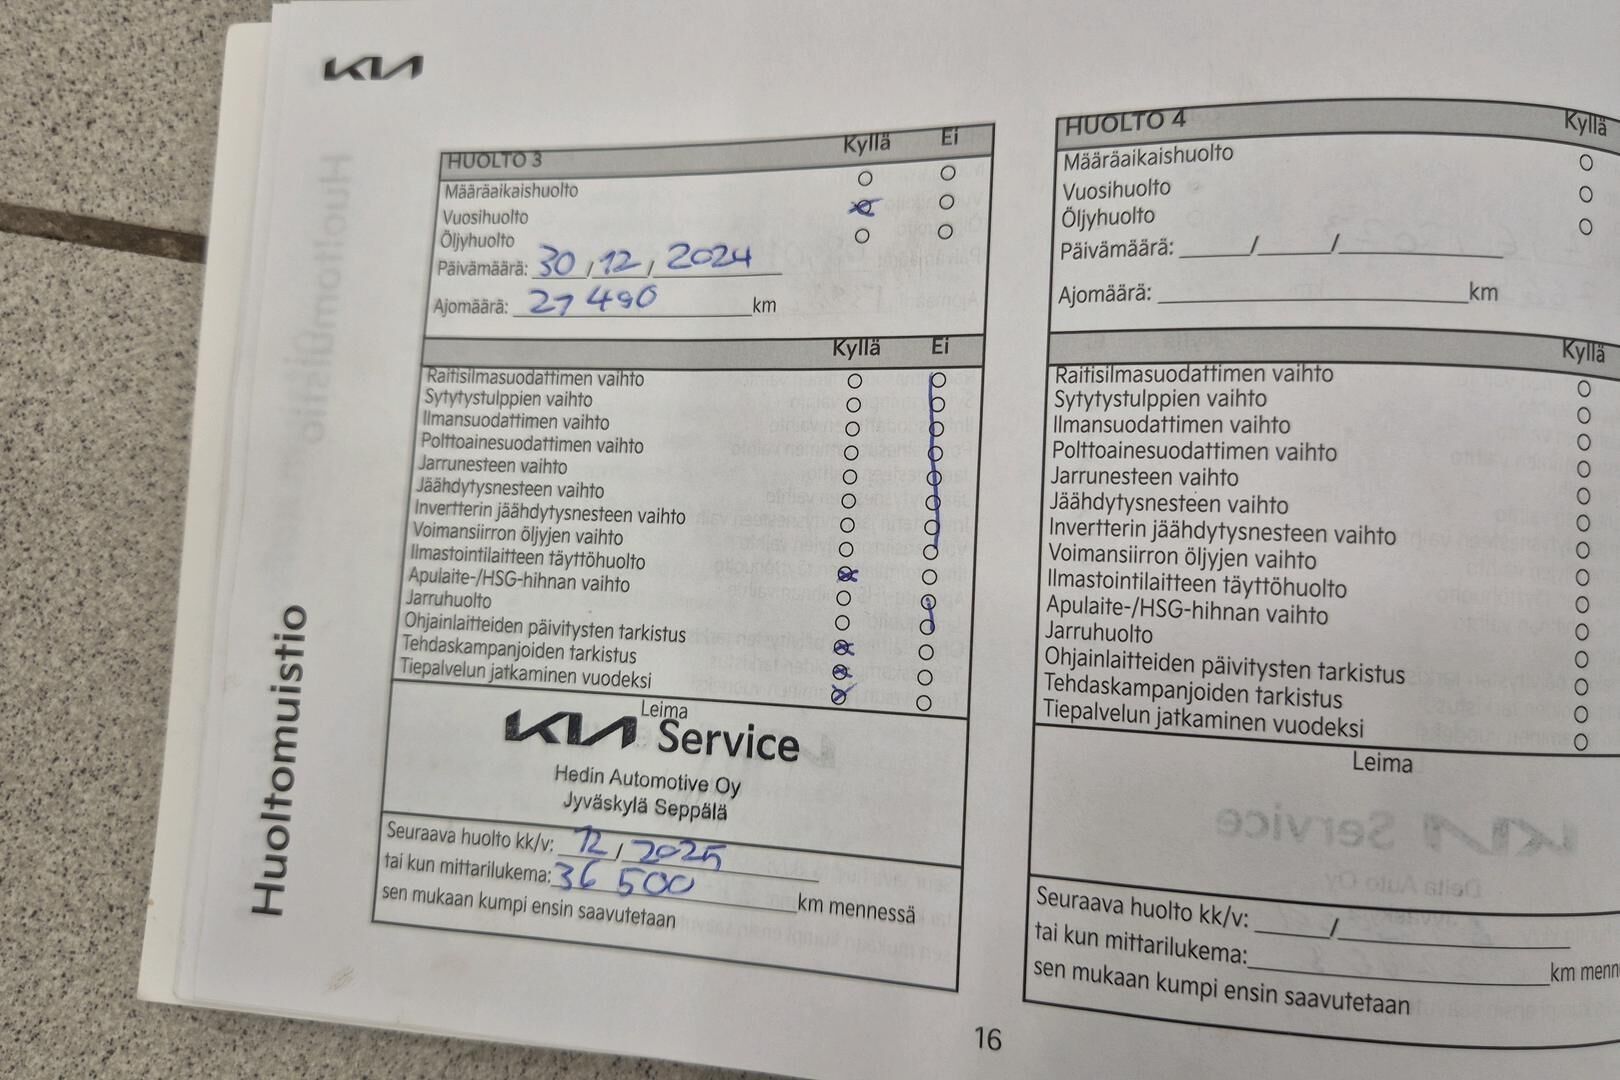 KIA
Huoltomuistio
HUOLTO 3 Kyllä Ei
Määräaikaishuolto
Vuosihuolto
Öljyhuolto
Päivämäärä: 30 / 12 / 2024
Ajomäärä: 27 490 km
Kyllä Ei
Raitisilmasuodattimen vaihto
Sytytystulppien vaihto
Ilmansuodattimen vaihto
Polttoainesuodattimen vaihto
Jarrunesteen vaihto
Jäähdytysnesteen vaihto
Invertterin jäähdytysnesteen vaihto
Voimansiirron öljyjen vaihto
Ilmastointilaitteen täyttöhuolto
Apulaite-/HSG-hihnan vaihto
Jarruhuolto
Ohjainlaitteiden päivitysten tarkistus
Tehdaskampanjoiden tarkistus
Tiepalvelun jatkaminen vuodeksi
Leima
KIA Service
Hedin Automotive Oy
Jyväskylä Seppälä
Seuraava huolto kk/v: 12 / 2025
tai kun mittarilukema: 36 500 km mennessä
sen mukaan kumpi ensin saavutetaan
HUOLTO 4 Kyllä
Määräaikaishuolto
Vuosihuolto
Öljyhuolto
Päivämäärä: / /
Ajomäärä: km
Kyllä
Raitisilmasuodattimen vaihto
Sytytystulppien vaihto
Ilmansuodattimen vaihto
Polttoainesuodattimen vaihto
Jarrunesteen vaihto
Jäähdytysnesteen vaihto
Invertterin jäähdytysnesteen vaihto
Voimansiirron öljyjen vaihto
Ilmastointilaitteen täyttöhuolto
Apulaite-/HSG-hihnan vaihto
Jarruhuolto
Ohjainlaitteiden päivitysten tarkistus
Tehdaskampanjoiden tarkistus
Tiepalvelun jatkaminen vuodeksi
Leima
Seuraava huolto kk/v: /
tai kun mittarilukema: km menn
sen mukaan kumpi ensin saavutetaan
16